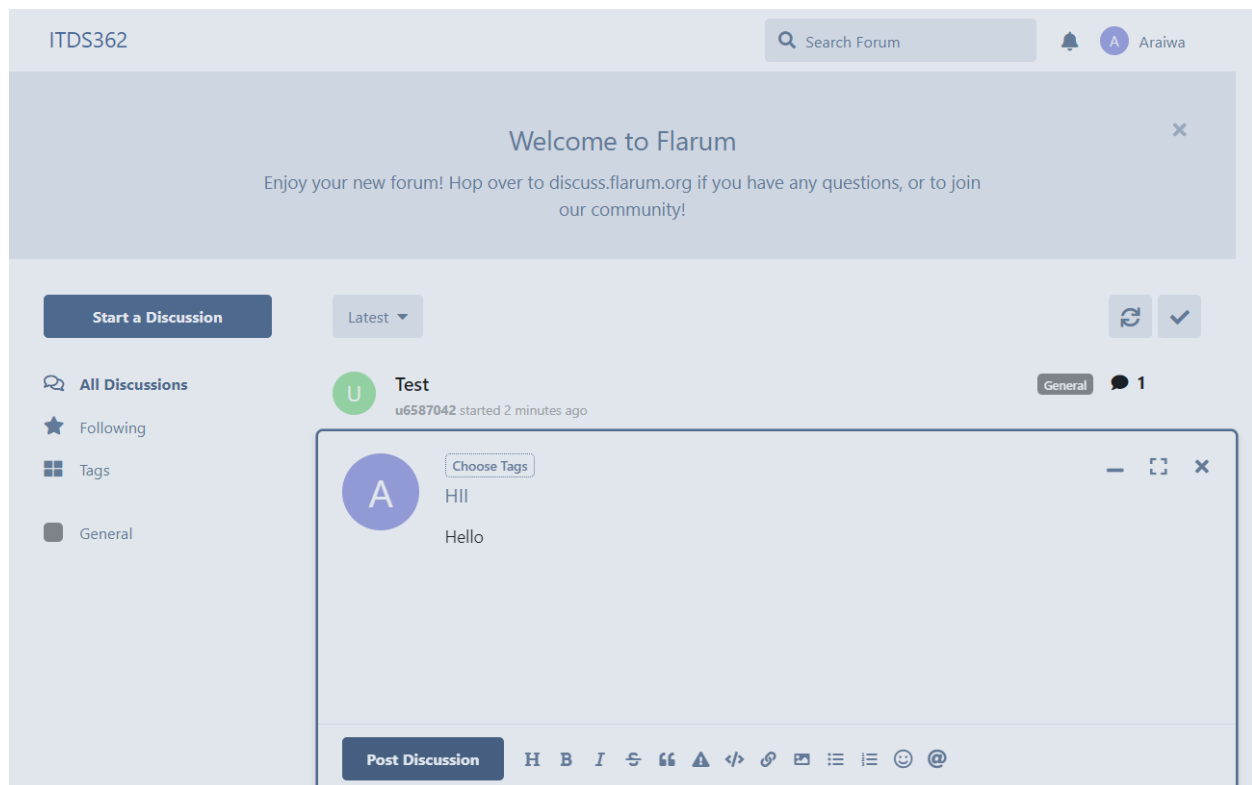 ITDS362
Search Forum
A
Araiwa
Welcome to Flarum
Enjoy your new forum! Hop over to discuss.flarum.org if you have any questions, or to join
our community!
Start a Discussion
Latest
All Discussions
Following
Tags
General
U
Test
u6587042 started 2 minutes ago
General
1
A
Choose Tags
HII
Hello
Post Discussion